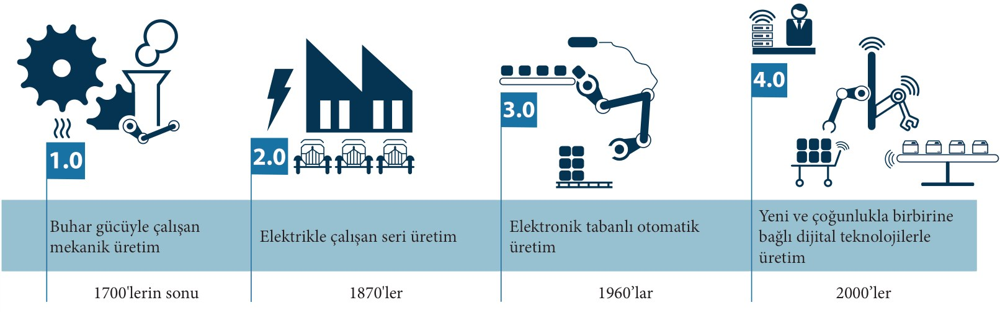 1.0
2.0
3.0
4.0
Buhar gücüyle çalışan
mekanik üretim
Elektrikle çalışan seri üretim
Elektronik tabanlı otomatik
üretim
Yeni ve çoğunlukla birbirine
bağlı dijital teknolojilerle
üretim
1700'lerin sonu
1870'ler
1960’lar
2000’ler